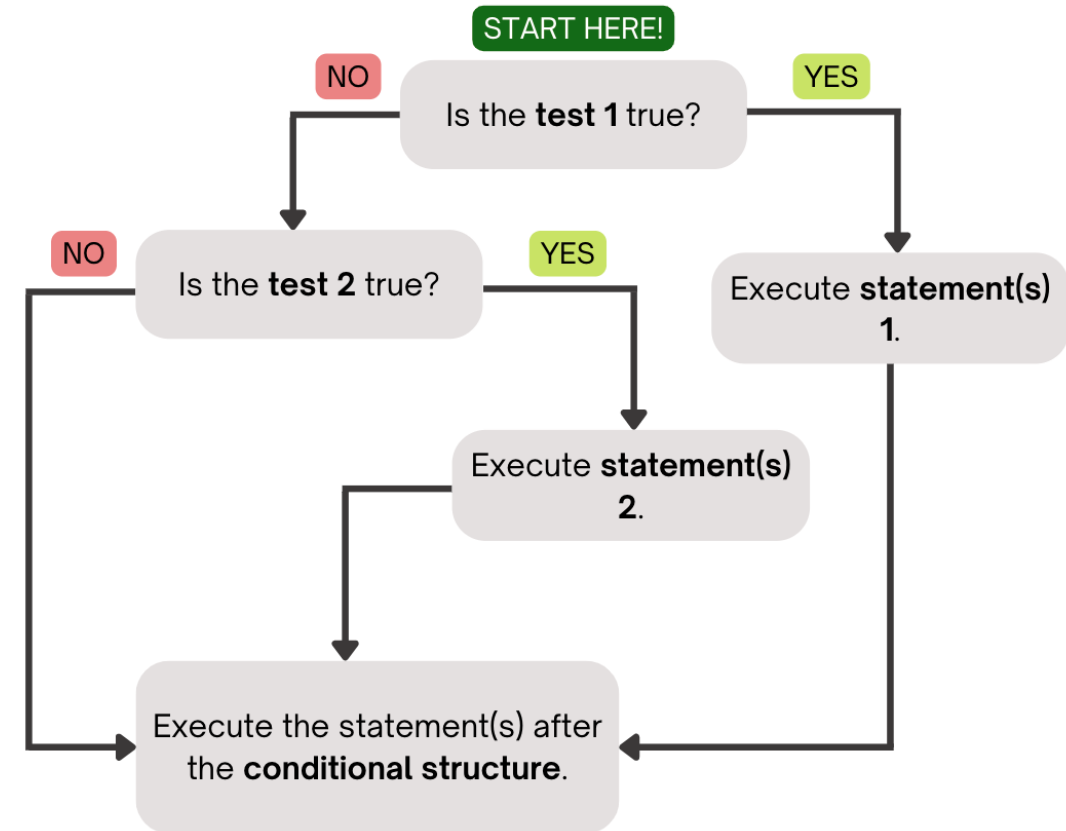 START HERE!
NO
YES
Is the test 1 true?
NO
YES
Is the test 2 true?
Execute statement(s)
1.
Execute statement(s)
2.
Execute the statement(s) after
the conditional structure.